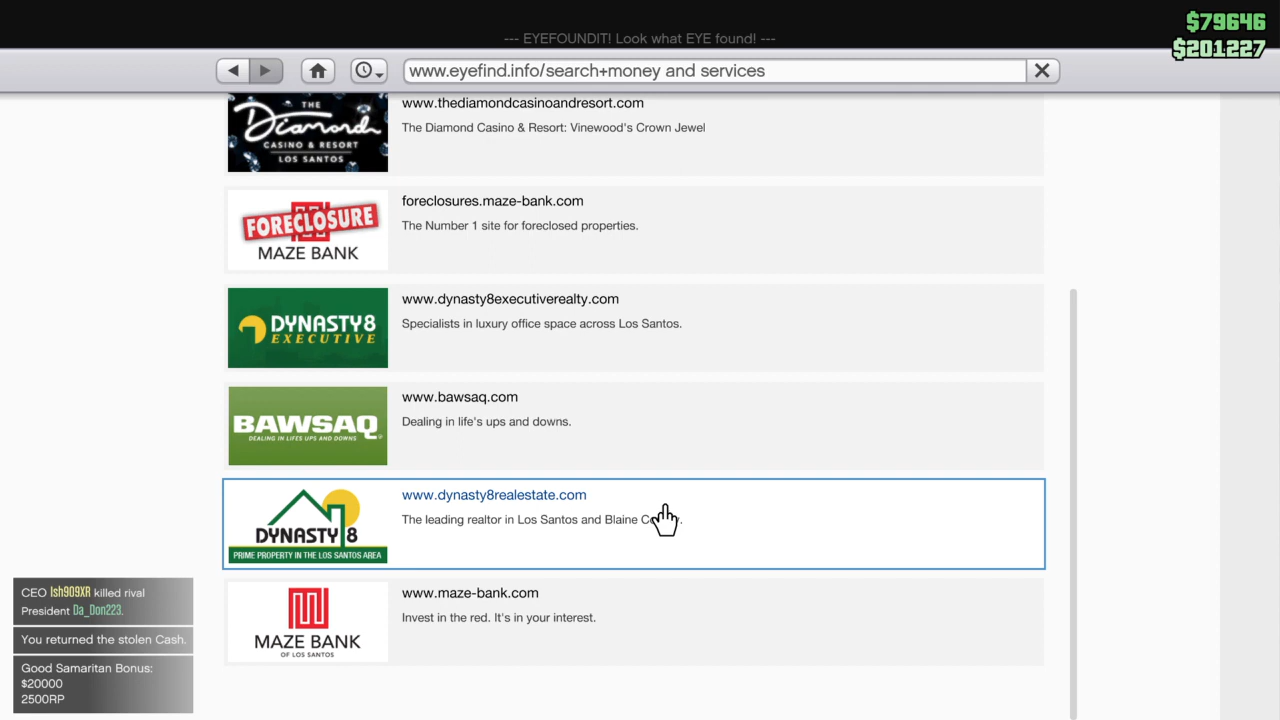 $79646
$201227
--- EYEFOUNDIT! Look what EYE found! ---
www.eyefind.info/search+money and services
THE
Diamond
CASINO & RESORT
LOS SANTOS
www.thediamondcasinoandresort.com
The Diamond Casino & Resort: Vinewood's Crown Jewel
FORECLOSURE
MAZE BANK
foreclosures.maze-bank.com
The Number 1 site for foreclosed properties.
DYNASTY8
EXECUTIVE
www.dynasty8executiverealty.com
Specialists in luxury office space across Los Santos.
BAWSAQ
DEALING IN LIFES UPS AND DOWNS
www.bawsaq.com
Dealing in life's ups and downs.
DYNASTY 8
PRIME PROPERTY IN THE LOS SANTOS AREA
www.dynasty8realestate.com
The leading realtor in Los Santos and Blaine
MAZE BANK
OF LOS SANTOS
www.maze-bank.com
Invest in the red. It's in your interest.
CEO Ish909XR killed rival
President Da_Don223.
You returned the stolen Cash.
Good Samaritan Bonus:
$20000
2500RP